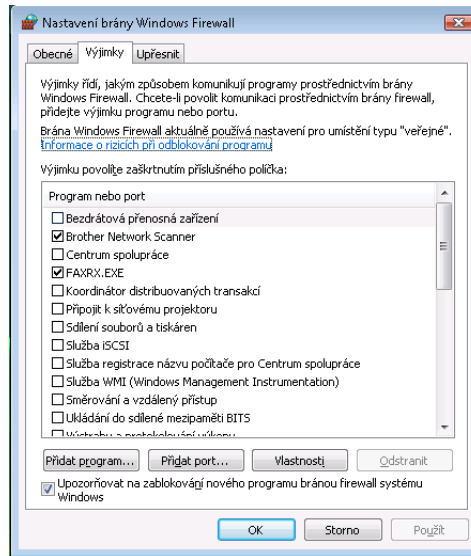 Nastavení brány Windows Firewall
Obecné Výjimky Upřesnit
Výjimky řídí, jakým způsobem komunikují programy prostřednictvím brány
Windows Firewall. Chcete-li povolit komunikaci prostřednictvím brány firewall,
přidejte výjimku programu nebo portu.
Brána Windows Firewall aktuálně používá nastavení pro umístění typu "veřejné".
Informace o rizicích při odblokování programu
Výjimku povolíte zaškrtnutím příslušného políčka:
Program nebo port
Bezdrátová přenosná zařízení
Brother Network Scanner
Centrum spolupráce
FAXRX.EXE
Koordinátor distribuovaných transakcí
Připojit k síťovému projektoru
Sdílení souborů a tiskáren
Služba iSCSI
Služba registrace názvu počítače pro Centrum spolupráce
Služba WMI (Windows Management Instrumentation)
Směrování a vzdálený přístup
Ukládání do sdílené mezipaměti BITS
Výstrahy a protokolování výkonu
Přidat program... Přidat port... Vlastnosti Odstranit
Upozorňovat na zablokování nového programu bránou firewall systému
Windows
OK Storno Použít